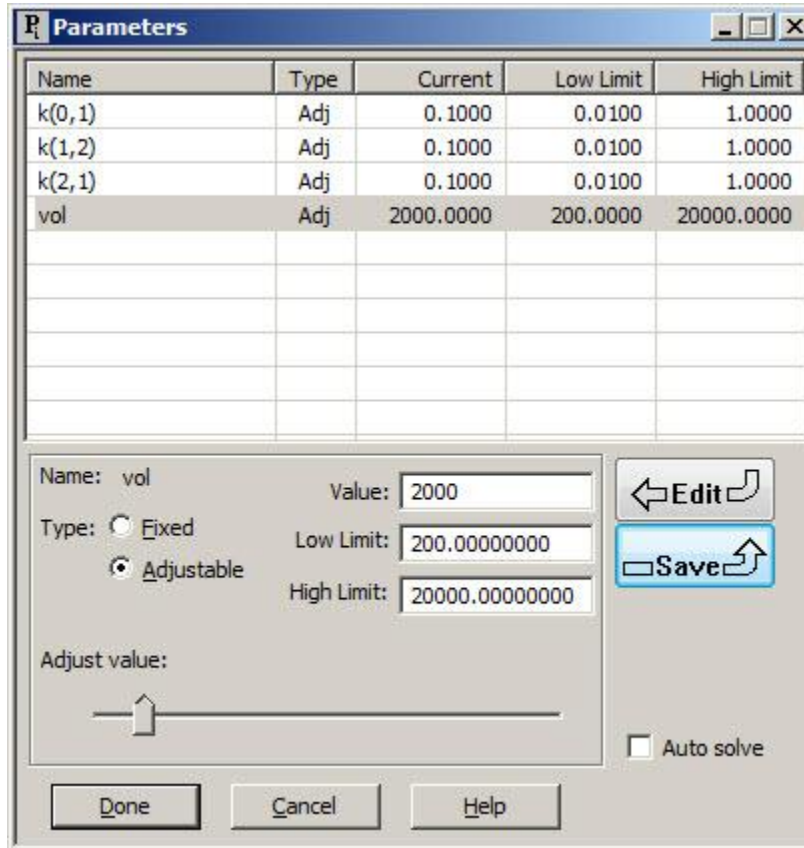 Parameters
Name Type Current Low Limit High Limit
k(0,1) Adj 0.1000 0.0100 1.0000
k(1,2) Adj 0.1000 0.0100 1.0000
k(2,1) Adj 0.1000 0.0100 1.0000
vol Adj 2000.0000 200.0000 20000.0000
Name: vol
Value: 2000
Edit
Type: Fixed
Low Limit: 200.00000000
Save
Adjustable
High Limit: 20000.00000000
Adjust value:
Auto solve
Done Cancel Help